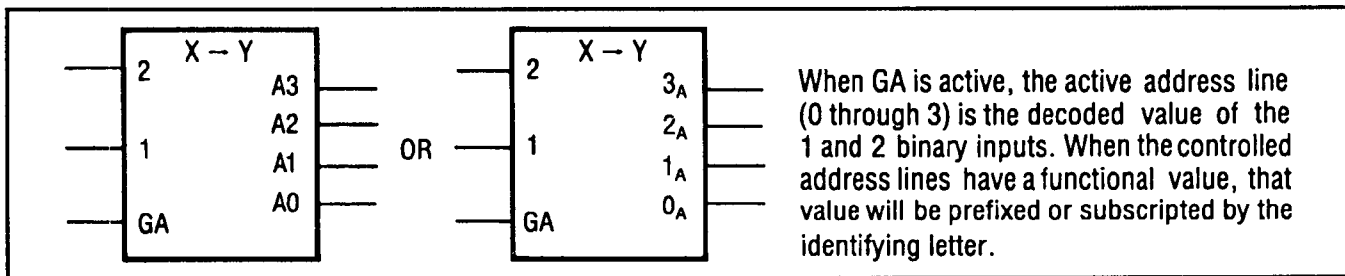 X → Y
2
1
GA
A3
A2
A1
A0
OR
X → Y
2
1
GA
3A
2A
1A
0A
When GA is active, the active address line
(0 through 3) is the decoded value of the
1 and 2 binary inputs. When the controlled
address lines have a functional value, that
value will be prefixed or subscripted by the
identifying letter.